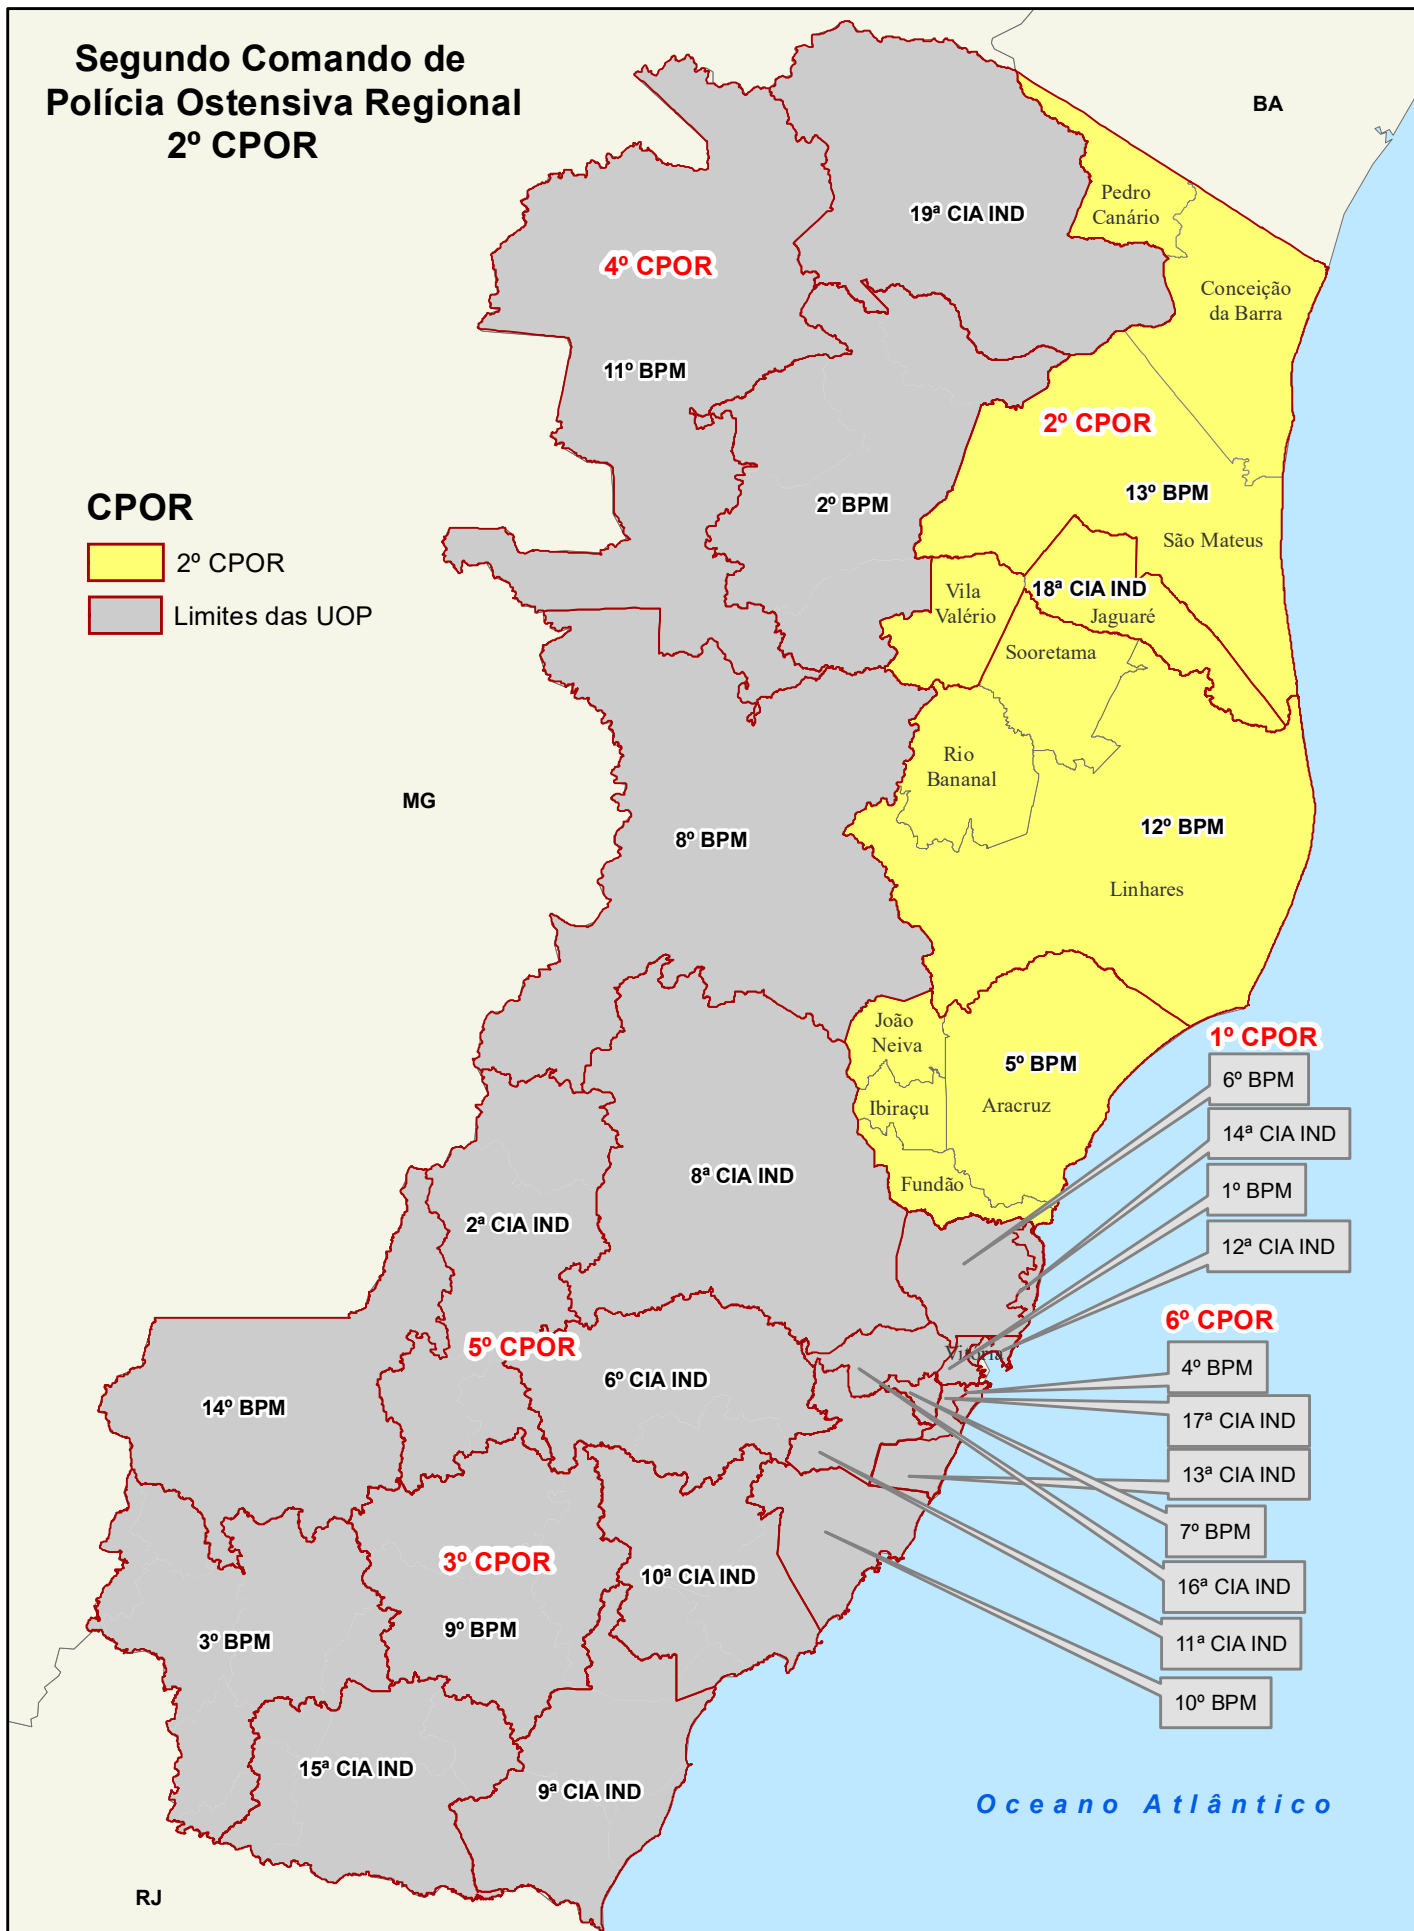 Segundo Comando de
Polícia Ostensiva Regional
2º CPOR
BA
Pedro
Canário
19ª CIA IND
4º CPOR
Conceição
da Barra
11º BPM
2º CPOR
13º BPM
2º BPM
CPOR
São Mateus
2º CPOR
18ª CIA IND
Vila
Valério
Jaguaré
Limites das UOP
Sooretama
Rio
Bananal
MG
12º BPM
8º BPM
Linhares
João
Neiva
1º CPOR
5º BPM
6º BPM
Ibiraçu
Aracruz
14ª CIA IND
8ª CIA IND
Fundão
1º BPM
2ª CIA IND
12ª CIA IND
6º CPOR
5º CPOR
Vitória
4º BPM
6º CIA IND
14º BPM
17ª CIA IND
13ª CIA IND
7º BPM
3º CPOR
10ª CIA IND
16ª CIA IND
9º BPM
3º BPM
11ª CIA IND
10º BPM
15ª CIA IND
9ª CIA IND
Oceano Atlântico
RJ